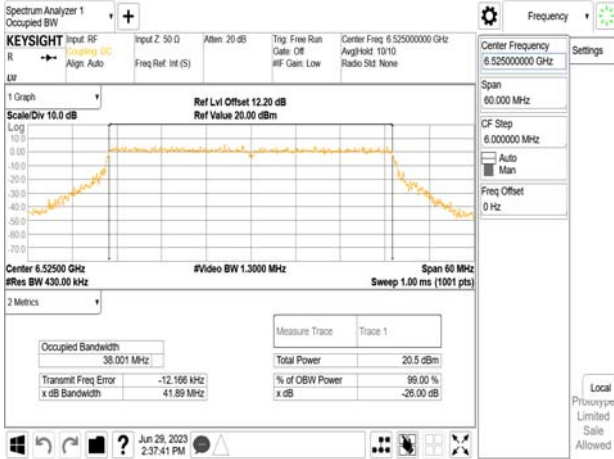 Spectrum Analyzer 1
Occupied BW
Frequency
KEYSIGHT
Input: RF
Coupling: DC
Align: Auto
Input Z: 50 Ω
Freq Ref: Int (S)
Atten: 20 dB
Trig: Free Run
Gate: Off
#IF Gain: Low
Center Freq: 6.525000000 GHz
Avg|Hold: 10/10
Radio Std: None
R
LXI
1 Graph
Scale/Div 10.0 dB
Ref Lvl Offset 12.20 dB
Ref Value 20.00 dBm
Log
10.0
0.00
-10.0
-20.0
-30.0
-40.0
-50.0
-60.0
-70.0
Center 6.52500 GHz
#Res BW 430.00 kHz
#Video BW 1.3000 MHz
Span 60 MHz
Sweep 1.00 ms (1001 pts)
2 Metrics
Measure Trace Trace 1
Occupied Bandwidth
38.001 MHz
Total Power 20.5 dBm
Transmit Freq Error -12.166 kHz
% of OBW Power 99.00 %
x dB Bandwidth 41.89 MHz
x dB -26.00 dB
Center Frequency
6.525000000 GHz
Settings
Span
60.000 MHz
CF Step
6.000000 MHz
Auto
Man
Freq Offset
0 Hz
Local
Prototype
Limited
Sale
Allowed
Jun 29, 2023
2:37:41 PM